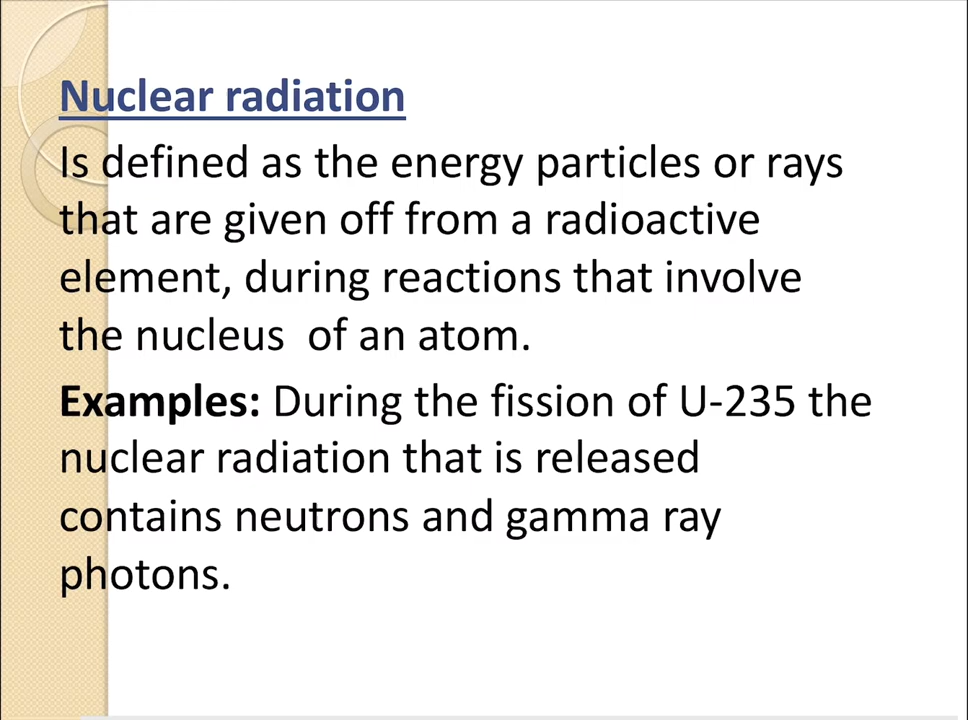 Nuclear radiation
Is defined as the energy particles or rays
that are given off from a radioactive
element, during reactions that involve
the nucleus  of an atom.
Examples: During the fission of U-235 the
nuclear radiation that is released
contains neutrons and gamma ray
photons.